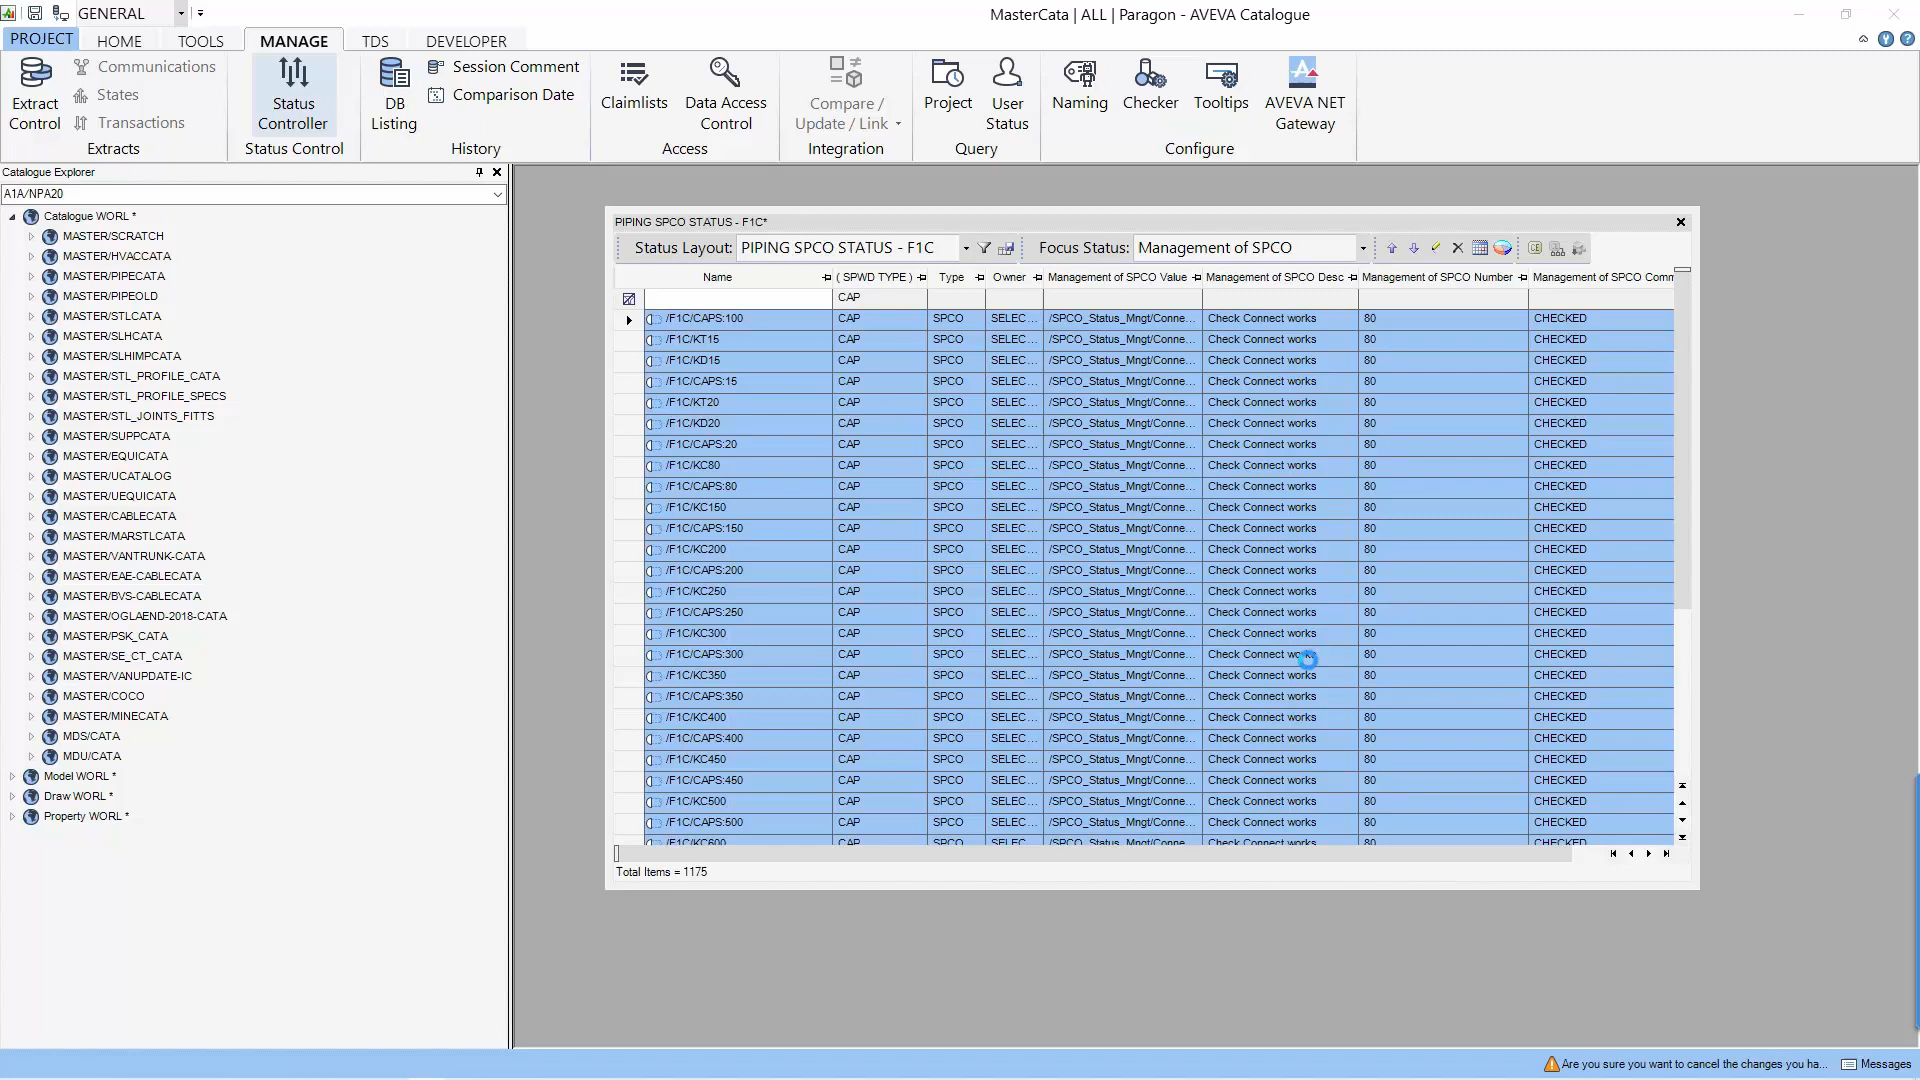 GENERAL
MasterCata | ALL | Paragon - AVEVA Catalogue
PROJECT HOME TOOLS MANAGE TDS DEVELOPER
Extract Control
Communications
States
Transactions
Extracts
Status Controller
Status Control
DB Listing
Session Comment
Comparison Date
History
Claimlists
Data Access Control
Access
Compare / Update / Link
Integration
Project
User Status
Query
Naming
Checker
Tooltips
AVEVA NET Gateway
Configure
Catalogue Explorer
A1A/NPA20
Catalogue WORL *
MASTER/SCRATCH
MASTER/HVACCATA
MASTER/PIPECATA
MASTER/PIPEOLD
MASTER/STLCATA
MASTER/SLHCATA
MASTER/SLHIMPCATA
MASTER/STL_PROFILE_CATA
MASTER/STL_PROFILE_SPECS
MASTER/STL_JOINTS_FITTS
MASTER/SUPPCATA
MASTER/EQUICATA
MASTER/UCATALOG
MASTER/UEQUICATA
MASTER/CABLECATA
MASTER/MARSTLCATA
MASTER/VANTRUNK-CATA
MASTER/EAE-CABLECATA
MASTER/BVS-CABLECATA
MASTER/OGLAEND-2018-CATA
MASTER/PSK_CATA
MASTER/SE_CT_CATA
MASTER/VANUPDATE-IC
MASTER/COCO
MASTER/MINECATA
MDS/CATA
MDU/CATA
Model WORL *
Draw WORL *
Property WORL *
PIPING SPCO STATUS - F1C*
Status Layout: PIPING SPCO STATUS - F1C Focus Status: Management of SPCO
Name ( SPWD TYPE ) Type Owner Management of SPCO Value Management of SPCO Desc Management of SPCO Number Management of SPCO Comm
CAP
/F1C/CAPS:100 CAP SPCO SELEC... /SPCO_Status_Mngt/Conne... Check Connect works 80 CHECKED
/F1C/KT15 CAP SPCO SELEC... /SPCO_Status_Mngt/Conne... Check Connect works 80 CHECKED
/F1C/KD15 CAP SPCO SELEC... /SPCO_Status_Mngt/Conne... Check Connect works 80 CHECKED
/F1C/CAPS:15 CAP SPCO SELEC... /SPCO_Status_Mngt/Conne... Check Connect works 80 CHECKED
/F1C/KT20 CAP SPCO SELEC... /SPCO_Status_Mngt/Conne... Check Connect works 80 CHECKED
/F1C/KD20 CAP SPCO SELEC... /SPCO_Status_Mngt/Conne... Check Connect works 80 CHECKED
/F1C/CAPS:20 CAP SPCO SELEC... /SPCO_Status_Mngt/Conne... Check Connect works 80 CHECKED
/F1C/KC80 CAP SPCO SELEC... /SPCO_Status_Mngt/Conne... Check Connect works 80 CHECKED
/F1C/CAPS:80 CAP SPCO SELEC... /SPCO_Status_Mngt/Conne... Check Connect works 80 CHECKED
/F1C/KC150 CAP SPCO SELEC... /SPCO_Status_Mngt/Conne... Check Connect works 80 CHECKED
/F1C/CAPS:150 CAP SPCO SELEC... /SPCO_Status_Mngt/Conne... Check Connect works 80 CHECKED
/F1C/KC200 CAP SPCO SELEC... /SPCO_Status_Mngt/Conne... Check Connect works 80 CHECKED
/F1C/CAPS:200 CAP SPCO SELEC... /SPCO_Status_Mngt/Conne... Check Connect works 80 CHECKED
/F1C/KC250 CAP SPCO SELEC... /SPCO_Status_Mngt/Conne... Check Connect works 80 CHECKED
/F1C/CAPS:250 CAP SPCO SELEC... /SPCO_Status_Mngt/Conne... Check Connect works 80 CHECKED
/F1C/KC300 CAP SPCO SELEC... /SPCO_Status_Mngt/Conne... Check Connect works 80 CHECKED
/F1C/CAPS:300 CAP SPCO SELEC... /SPCO_Status_Mngt/Conne... Check Connect works 80 CHECKED
/F1C/KC350 CAP SPCO SELEC... /SPCO_Status_Mngt/Conne... Check Connect works 80 CHECKED
/F1C/CAPS:350 CAP SPCO SELEC... /SPCO_Status_Mngt/Conne... Check Connect works 80 CHECKED
/F1C/KC400 CAP SPCO SELEC... /SPCO_Status_Mngt/Conne... Check Connect works 80 CHECKED
/F1C/CAPS:400 CAP SPCO SELEC... /SPCO_Status_Mngt/Conne... Check Connect works 80 CHECKED
/F1C/KC450 CAP SPCO SELEC... /SPCO_Status_Mngt/Conne... Check Connect works 80 CHECKED
/F1C/CAPS:450 CAP SPCO SELEC... /SPCO_Status_Mngt/Conne... Check Connect works 80 CHECKED
/F1C/KC500 CAP SPCO SELEC... /SPCO_Status_Mngt/Conne... Check Connect works 80 CHECKED
/F1C/CAPS:500 CAP SPCO SELEC... /SPCO_Status_Mngt/Conne... Check Connect works 80 CHECKED
/F1C/KC600 CAP SPCO SELEC... /SPCO_Status_Mngt/Conne... Check Connect works 80 CHECKED
Total Items = 1175
Are you sure you want to cancel the changes you ha... Messages